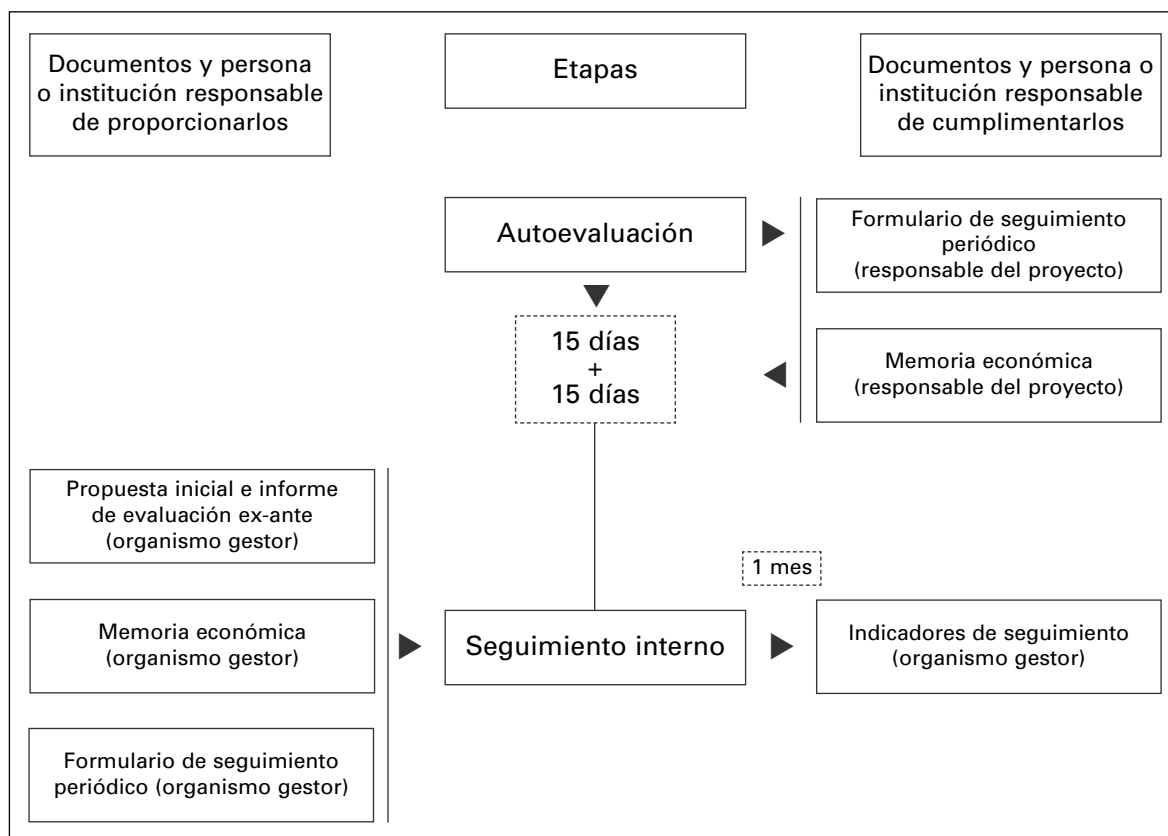 Documentos y persona
o institución responsable
de proporcionarlos
Etapas
Documentos y persona o
institución responsable
de cumplimentarlos
Autoevaluación
Formulario de seguimiento
periódico
(responsable del proyecto)
15 días
+
15 días
Memoria económica
(responsable del proyecto)
Propuesta inicial e informe
de evaluación ex-ante
(organismo gestor)
1 mes
Memoria económica
(organismo gestor)
Seguimiento interno
Indicadores de seguimiento
(organismo gestor)
Formulario de seguimiento
periódico (organismo gestor)